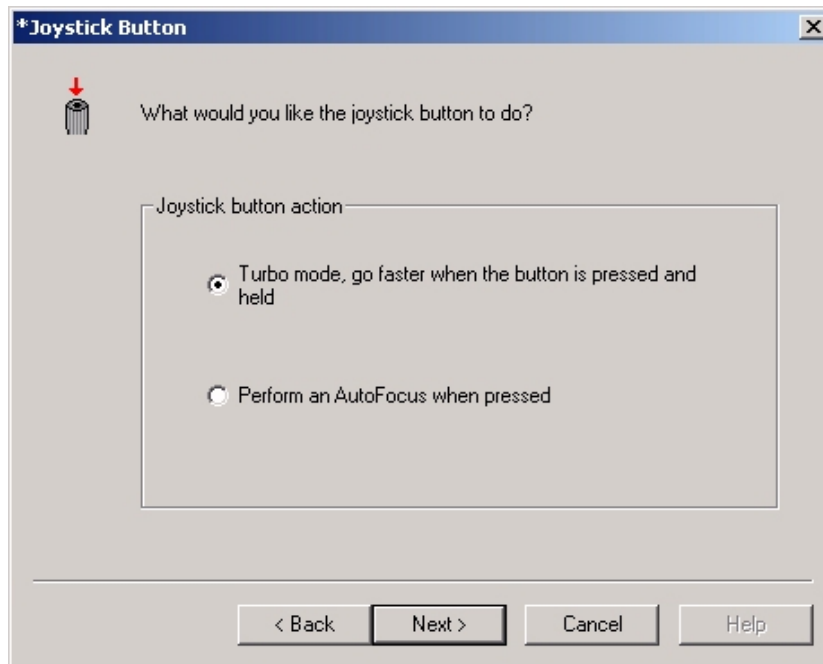 *Joystick Button
What would you like the joystick button to do?
Joystick button action
Turbo mode, go faster when the button is pressed and
held
Perform an AutoFocus when pressed
< Back
Next >
Cancel
Help